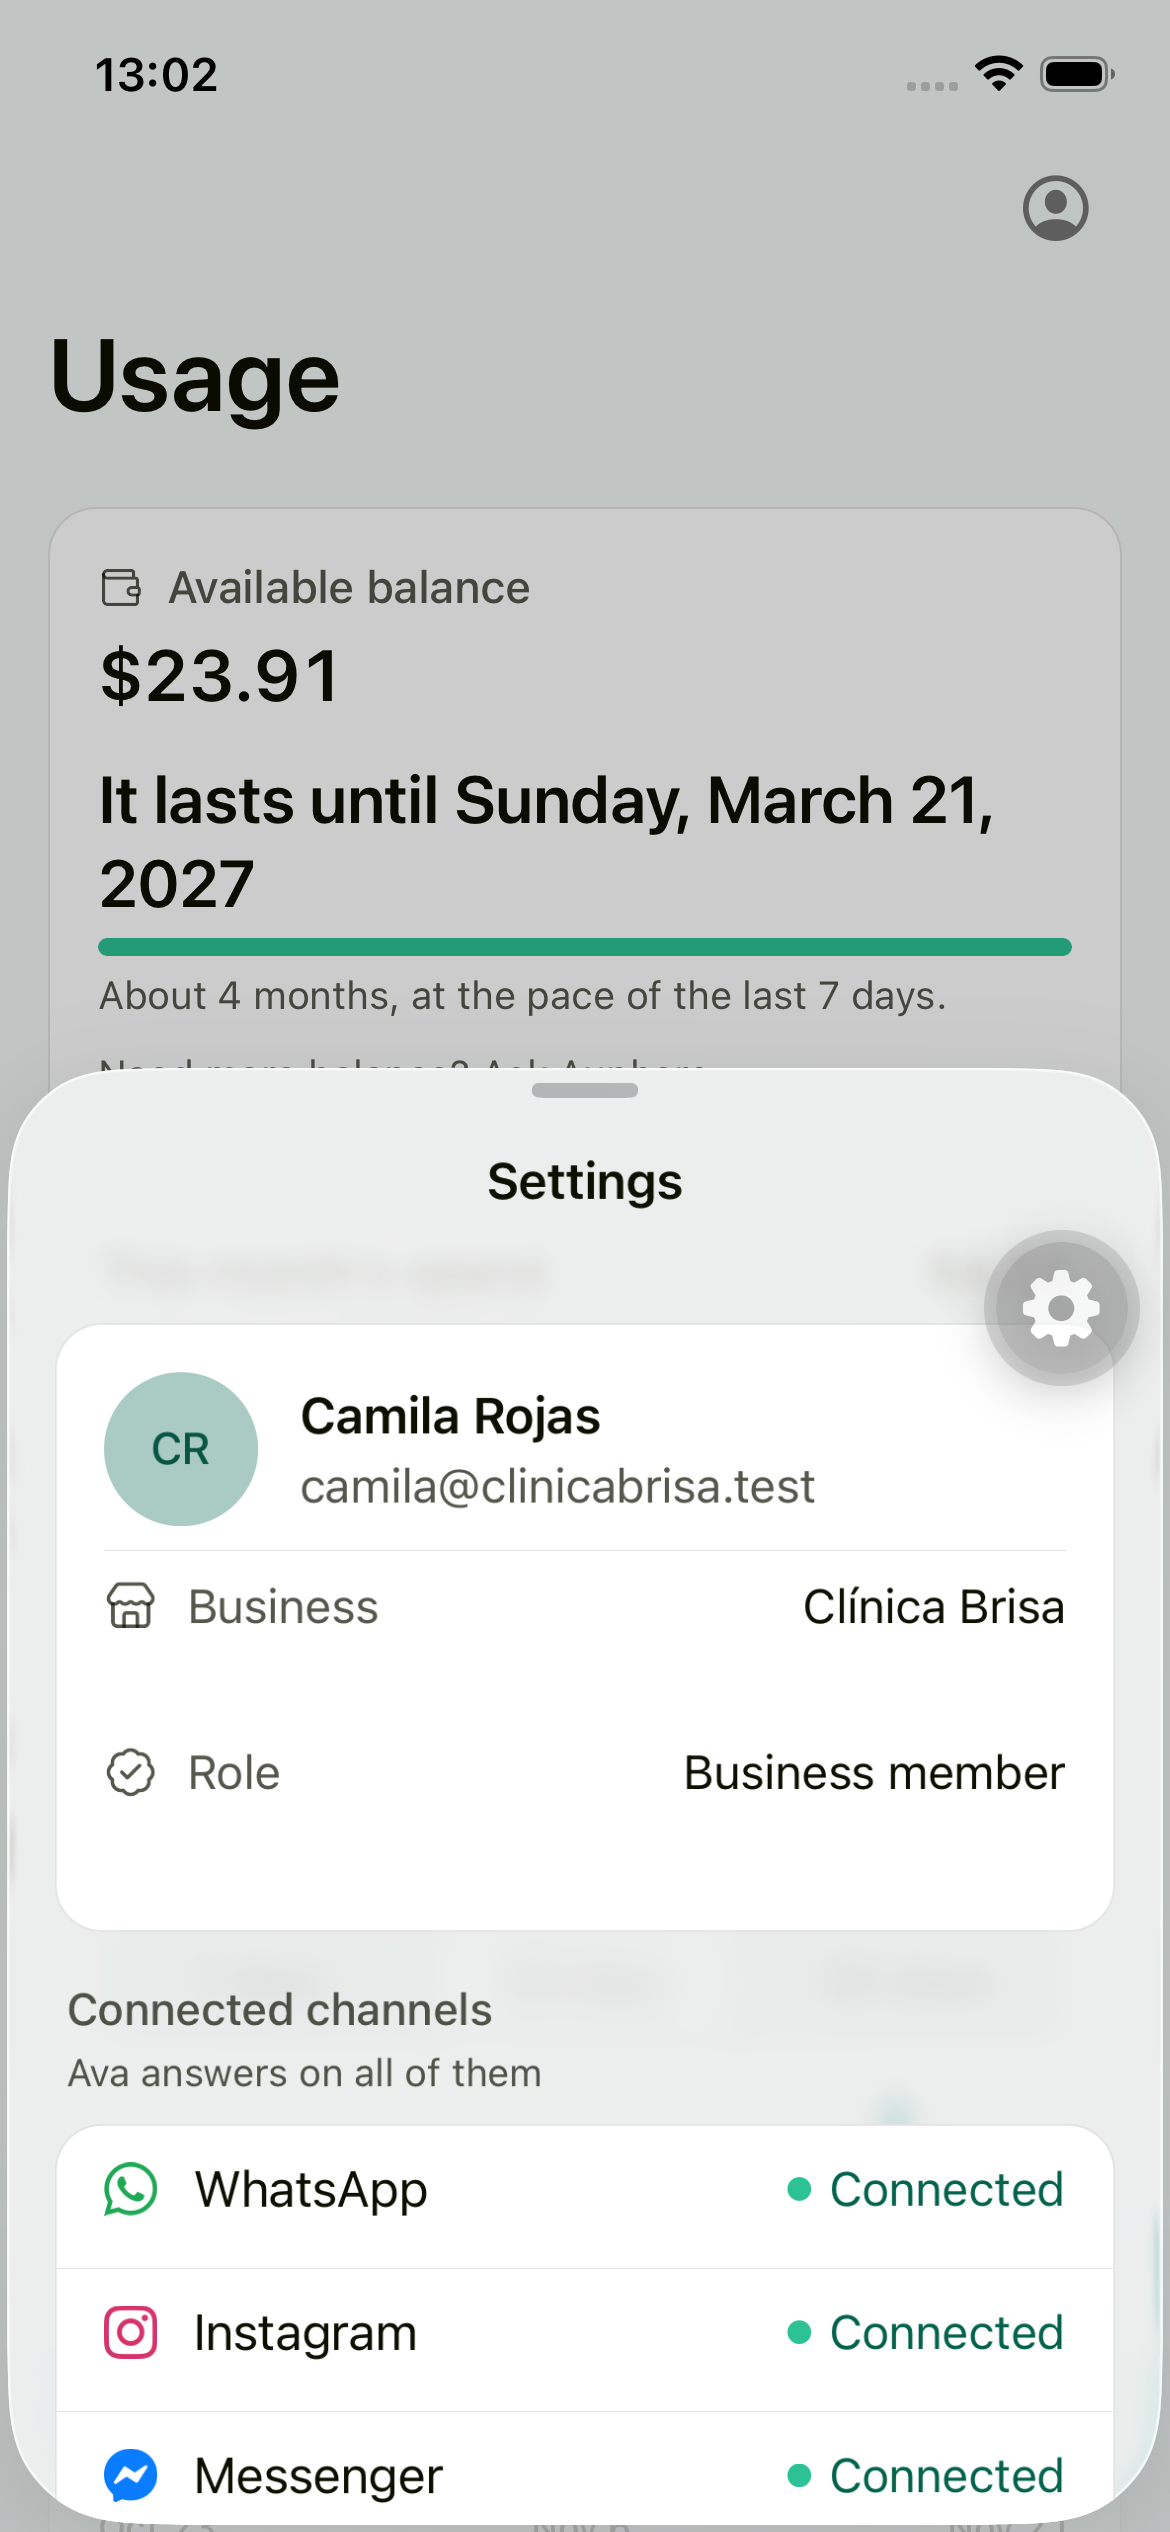 13:02
Usage
Available balance
$23.91
It lasts until Sunday, March 21,
2027
About 4 months, at the pace of the last 7 days.
Settings
CR
Camila Rojas
camila@clinicabrisa.test
Business
Clínica Brisa
Role
Business member
Connected channels
Ava answers on all of them
WhatsApp
Connected
Instagram
Connected
Messenger
Connected